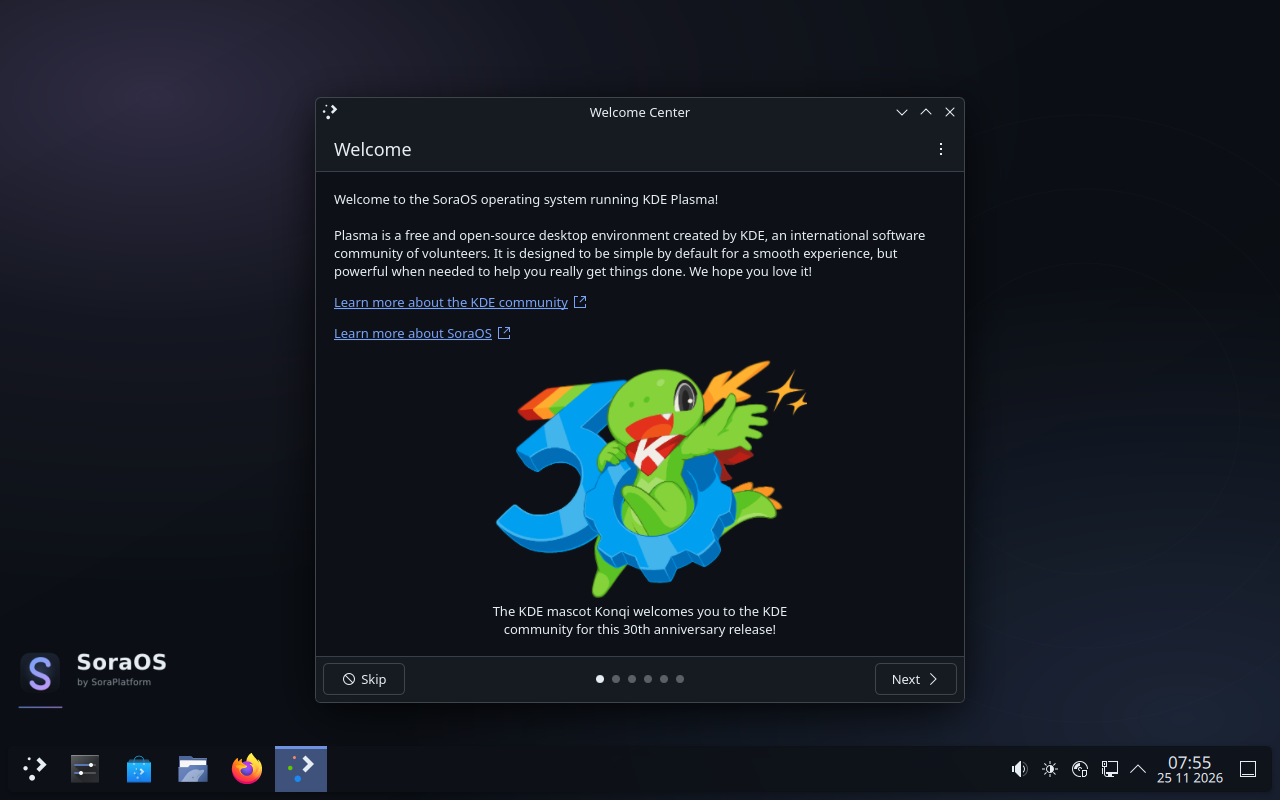 Welcome Center
Welcome
Welcome to the SoraOS operating system running KDE Plasma!
Plasma is a free and open-source desktop environment created by KDE, an international software
community of volunteers. It is designed to be simple by default for a smooth experience, but
powerful when needed to help you really get things done. We hope you love it!
Learn more about the KDE community
Learn more about SoraOS
K
The KDE mascot Konqi welcomes you to the KDE
community for this 30th anniversary release!
Skip
Next
S
SoraOS
by SoraPlatform
07:55
25 11 2026